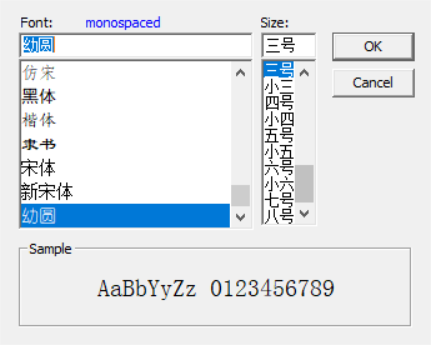 Font: monospaced
Size:
幼圆
三号
OK
Cancel
仿宋
黑体
楷体
隶书
宋体
新宋体
幼圆
三号
小三
四号
小四
五号
小五
六号
小六
七号
八号
Sample
AaBbYyZz 0123456789